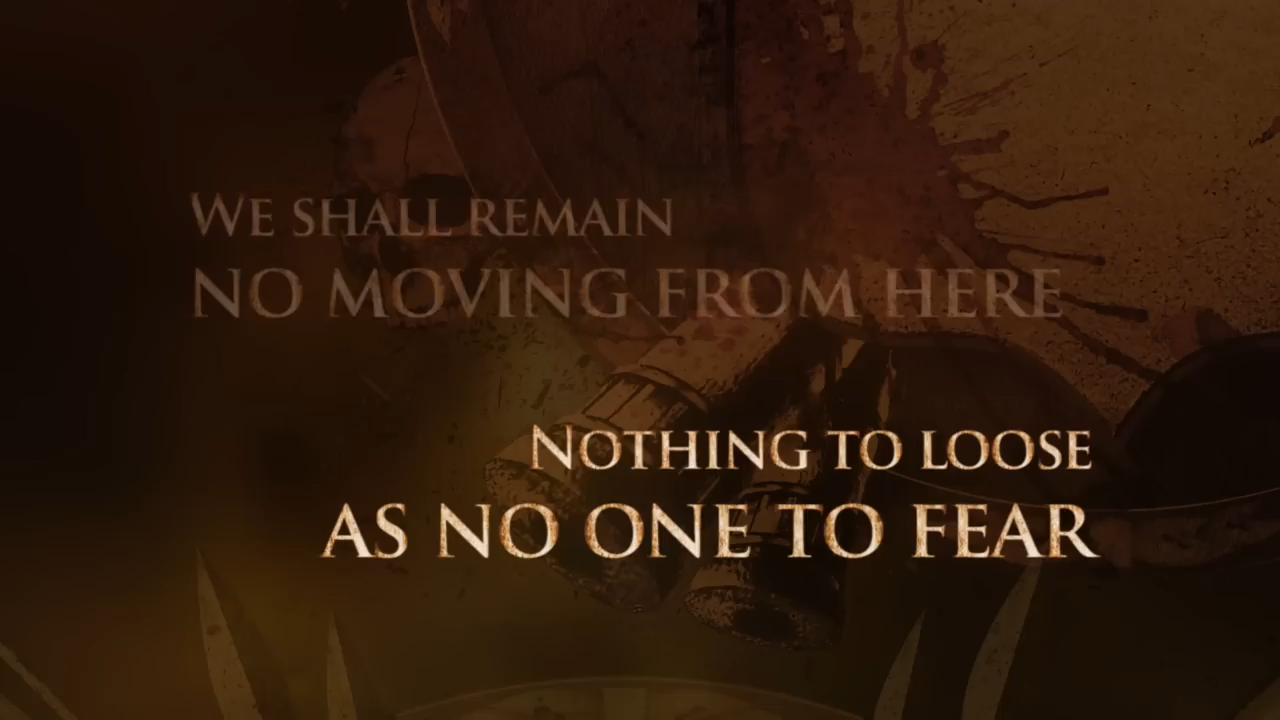 We shall remain
no moving from here
Nothing to loose
as no one to fear